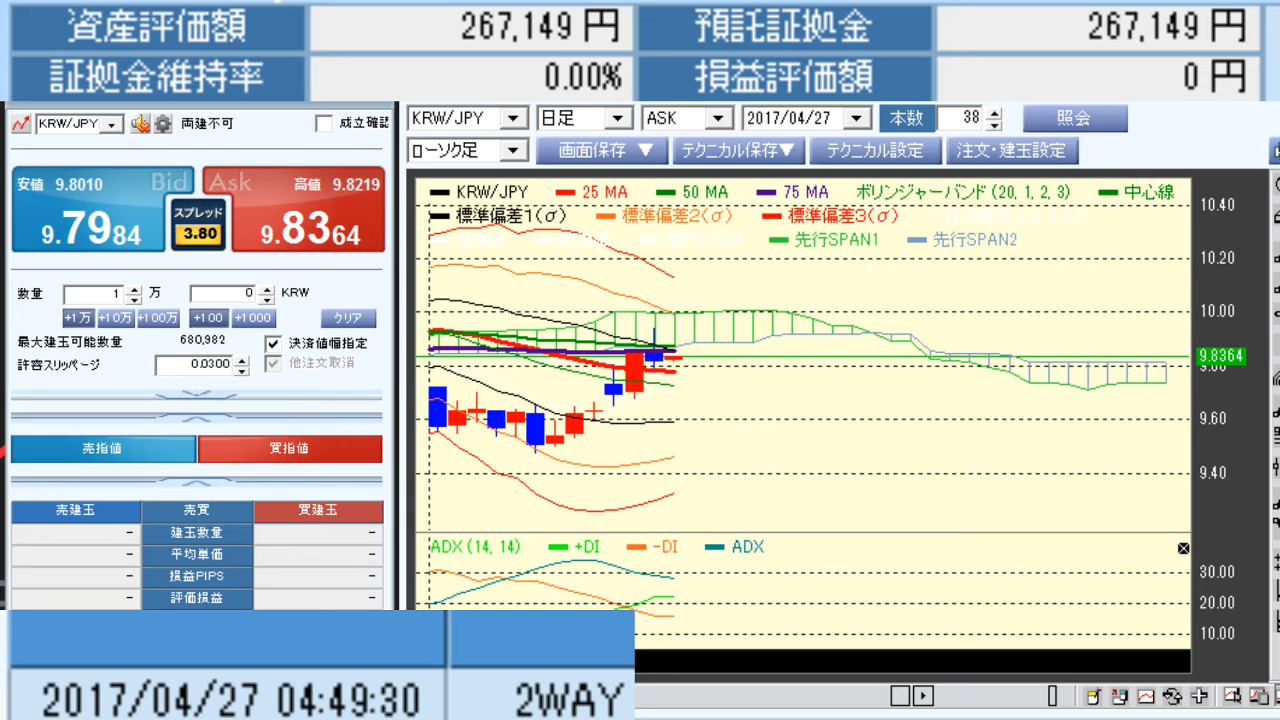 資産評価額 267,149 円 預託証拠金 267,149 円
証拠金維持率 0.00% 損益評価額 0 円
KRW/JPY 両建不可 成立確認
KRW/JPY 日足 ASK 2017/04/27 本数 38 照会
ローソク足 画面保存 ▼ テクニカル保存▼ テクニカル設定 注文・建玉設定
安値 9.8010 Bid Ask 高値 9.8219
スプレッド
9.7984 3.80 9.8364
KRW/JPY 25 MA 50 MA 75 MA ボリンジャーバンド (20, 1, 2, 3) 中心線
標準偏差1(σ) 標準偏差2(σ) 標準偏差3(σ)
先行SPAN1 先行SPAN2
10.40
10.20
10.00
9.8364
9.80
9.60
9.40
数量 1 万 0 KRW
+1万 +10万 +100万 +100 +1000 クリア
最大建玉可能数量 680,982 決済値幅指定
許容スリッページ 0.0300 他注文取消
売指値 買指値
売建玉 売買 買建玉
- 建玉数量 -
- 平均単価 -
- 損益PIPS -
- 評価損益 -
ADX (14, 14) +DI -DI ADX
30.00
20.00
10.00
2017/04/27 04:49:30 2WAY